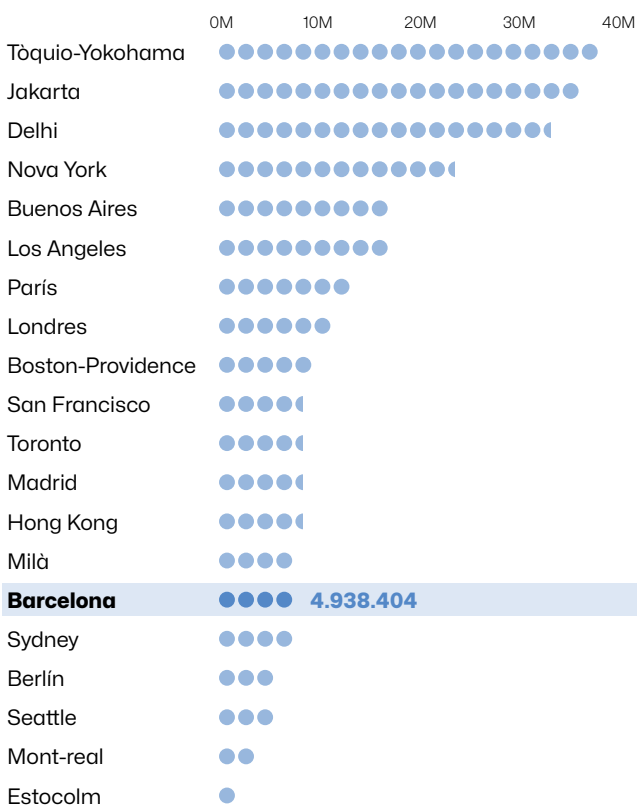 0M 10M 20M 30M 40M
Tòquio-Yokohama
Jakarta
Delhi
Nova York
Buenos Aires
Los Angeles
París
Londres
Boston-Providence
San Francisco
Toronto
Madrid
Hong Kong
Milà
Barcelona 4.938.404
Sydney
Berlín
Seattle
Mont-real
Estocolm